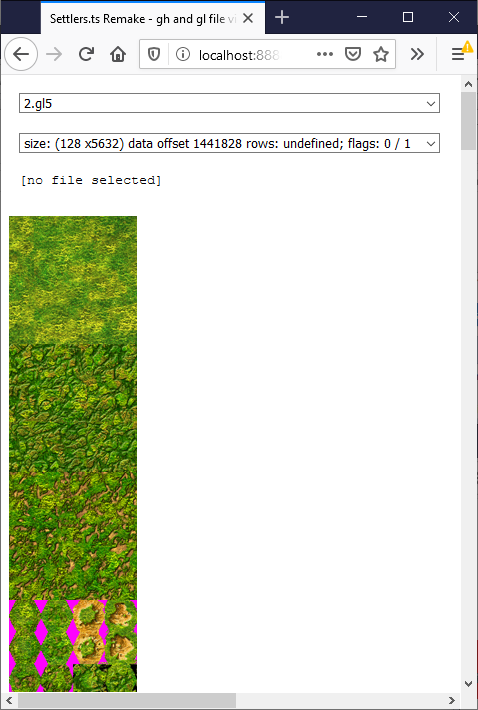 Settlers.ts Remake - gh and gl file vi
localhost:888
2.gl5
size: (128 x5632) data offset 1441828 rows: undefined; flags: 0 / 1
[no file selected]